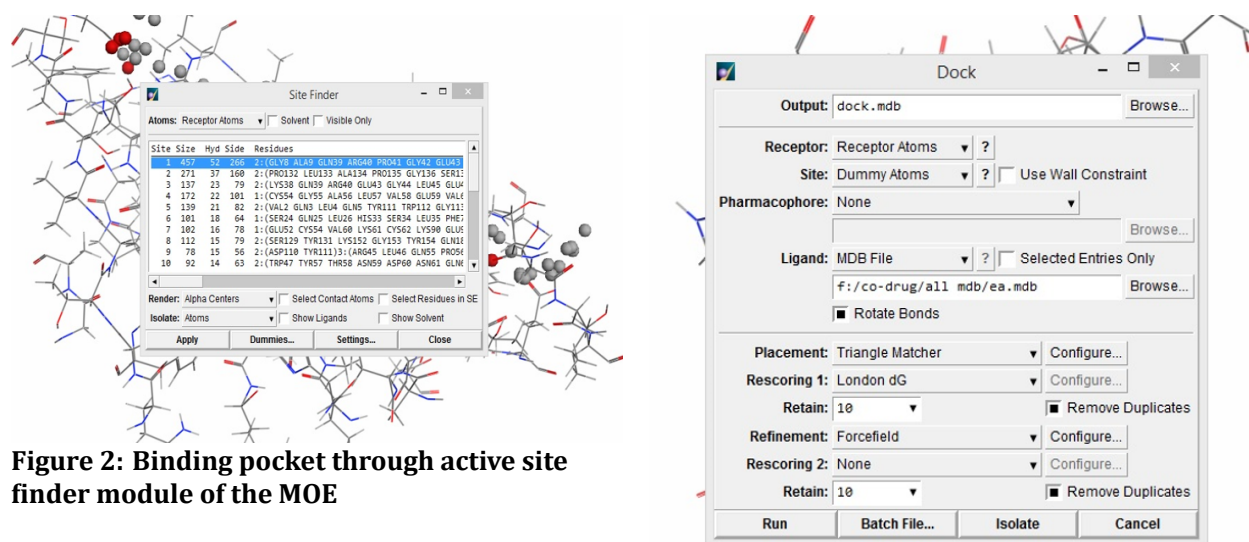 Site Finder
Atoms: Receptor Atoms Solvent Visible Only
Site Size Hyd Side Residues
1 457 52 266 2:(GLY8 ALA9 GLN39 ARG40 PRO41 GLY42 GLU43
2 271 37 160 2:(PRO132 LEU133 ALA134 PRO135 GLY136 SER13
3 137 23 79 2:(LYS38 GLN39 ARG40 GLU43 GLY44 LEU45 GLU4
4 172 22 101 1:(CYS54 GLY55 ALA56 LEU57 VAL58 GLU59 VAL6
5 139 21 82 2:(VAL2 GLN3 LEU4 GLN5 TYR111 TRP112 GLY113
6 101 18 64 1:(SER24 GLN25 LEU26 HIS33 SER34 LEU35 PHE7
7 102 16 78 1:(GLU52 CYS54 VAL60 LYS61 CYS62 LYS90 GLU9
8 112 15 79 2:(SER129 TYR131 LYS152 GLY153 TYR154 GLN18
9 78 15 56 2:(ASP110 TYR111)3:(ARG45 LEU46 GLN55 PRO56
10 92 14 63 2:(TRP47 TYR57 THR58 ASN59 ASP60 ASN61 GLN6
Render: Alpha Centers Select Contact Atoms Select Residues in SE
Isolate: Atoms Show Ligands Show Solvent
Apply Dummies... Settings... Close
Figure 2: Binding pocket through active site
finder module of the MOE
Dock
Output: dock.mdb Browse...
Receptor: Receptor Atoms ?
Site: Dummy Atoms ? Use Wall Constraint
Pharmacophore: None
Browse...
Ligand: MDB File ? Selected Entries Only
f:/co-drug/all mdb/ea.mdb Browse...
Rotate Bonds
Placement: Triangle Matcher Configure...
Rescoring 1: London dG Configure...
Retain: 10 Remove Duplicates
Refinement: Forcefield Configure...
Rescoring 2: None Configure...
Retain: 10 Remove Duplicates
Run Batch File... Isolate Cancel